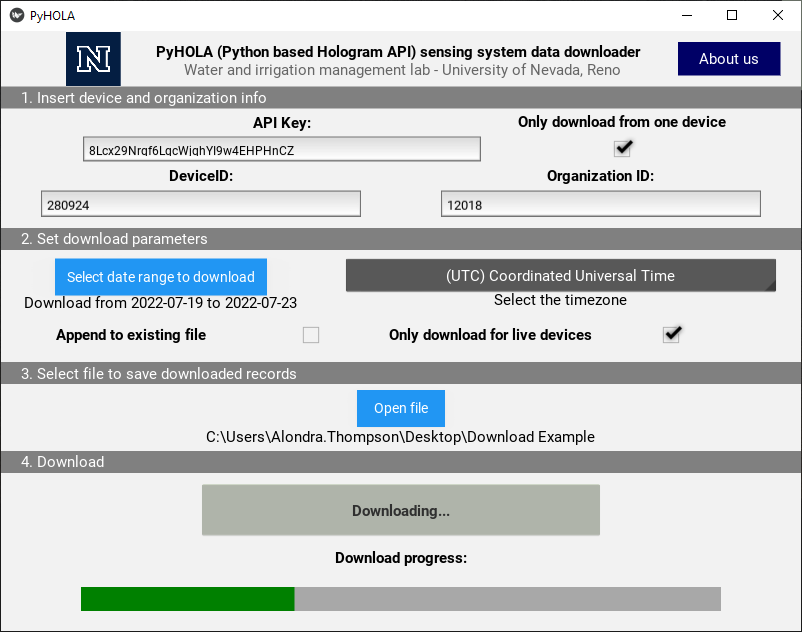 PyHOLA
N
PyHOLA (Python based Hologram API) sensing system data downloader
Water and irrigation management lab - University of Nevada, Reno
About us
1. Insert device and organization info
API Key:
Only download from one device
8Lcx29Nrqf6LqcWjqhYI9w4EHPHnCZ
DeviceID:
Organization ID:
280924
12018
2. Set download parameters
Select date range to download
(UTC) Coordinated Universal Time
Download from 2022-07-19 to 2022-07-23
Select the timezone
Append to existing file
Only download for live devices
3. Select file to save downloaded records
Open file
C:\Users\Alondra.Thompson\Desktop\Download Example
4. Download
Downloading...
Download progress: